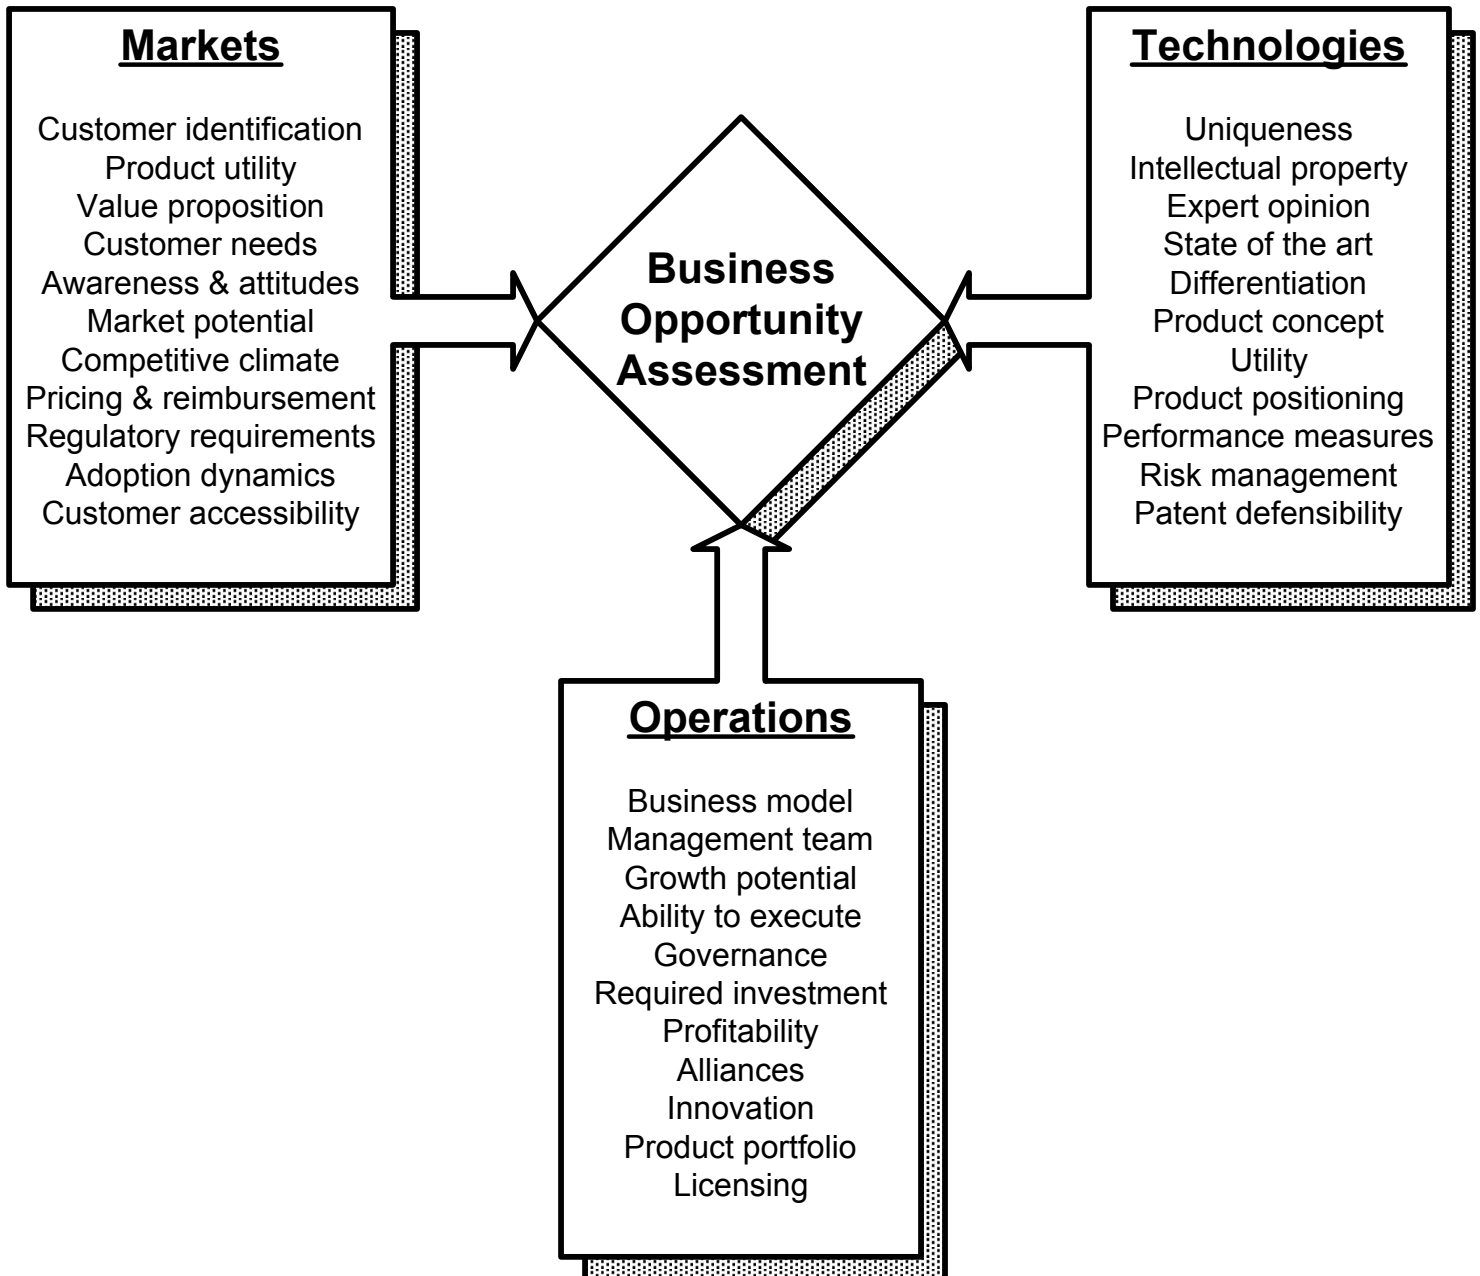 Markets
Customer identification
Product utility
Value proposition
Customer needs
Awareness & attitudes
Market potential
Competitive climate
Pricing & reimbursement
Regulatory requirements
Adoption dynamics
Customer accessibility
Business
Opportunity
Assessment
Technologies
Uniqueness
Intellectual property
Expert opinion
State of the art
Differentiation
Product concept
Utility
Product positioning
Performance measures
Risk management
Patent defensibility
Operations
Business model
Management team
Growth potential
Ability to execute
Governance
Required investment
Profitability
Alliances
Innovation
Product portfolio
Licensing